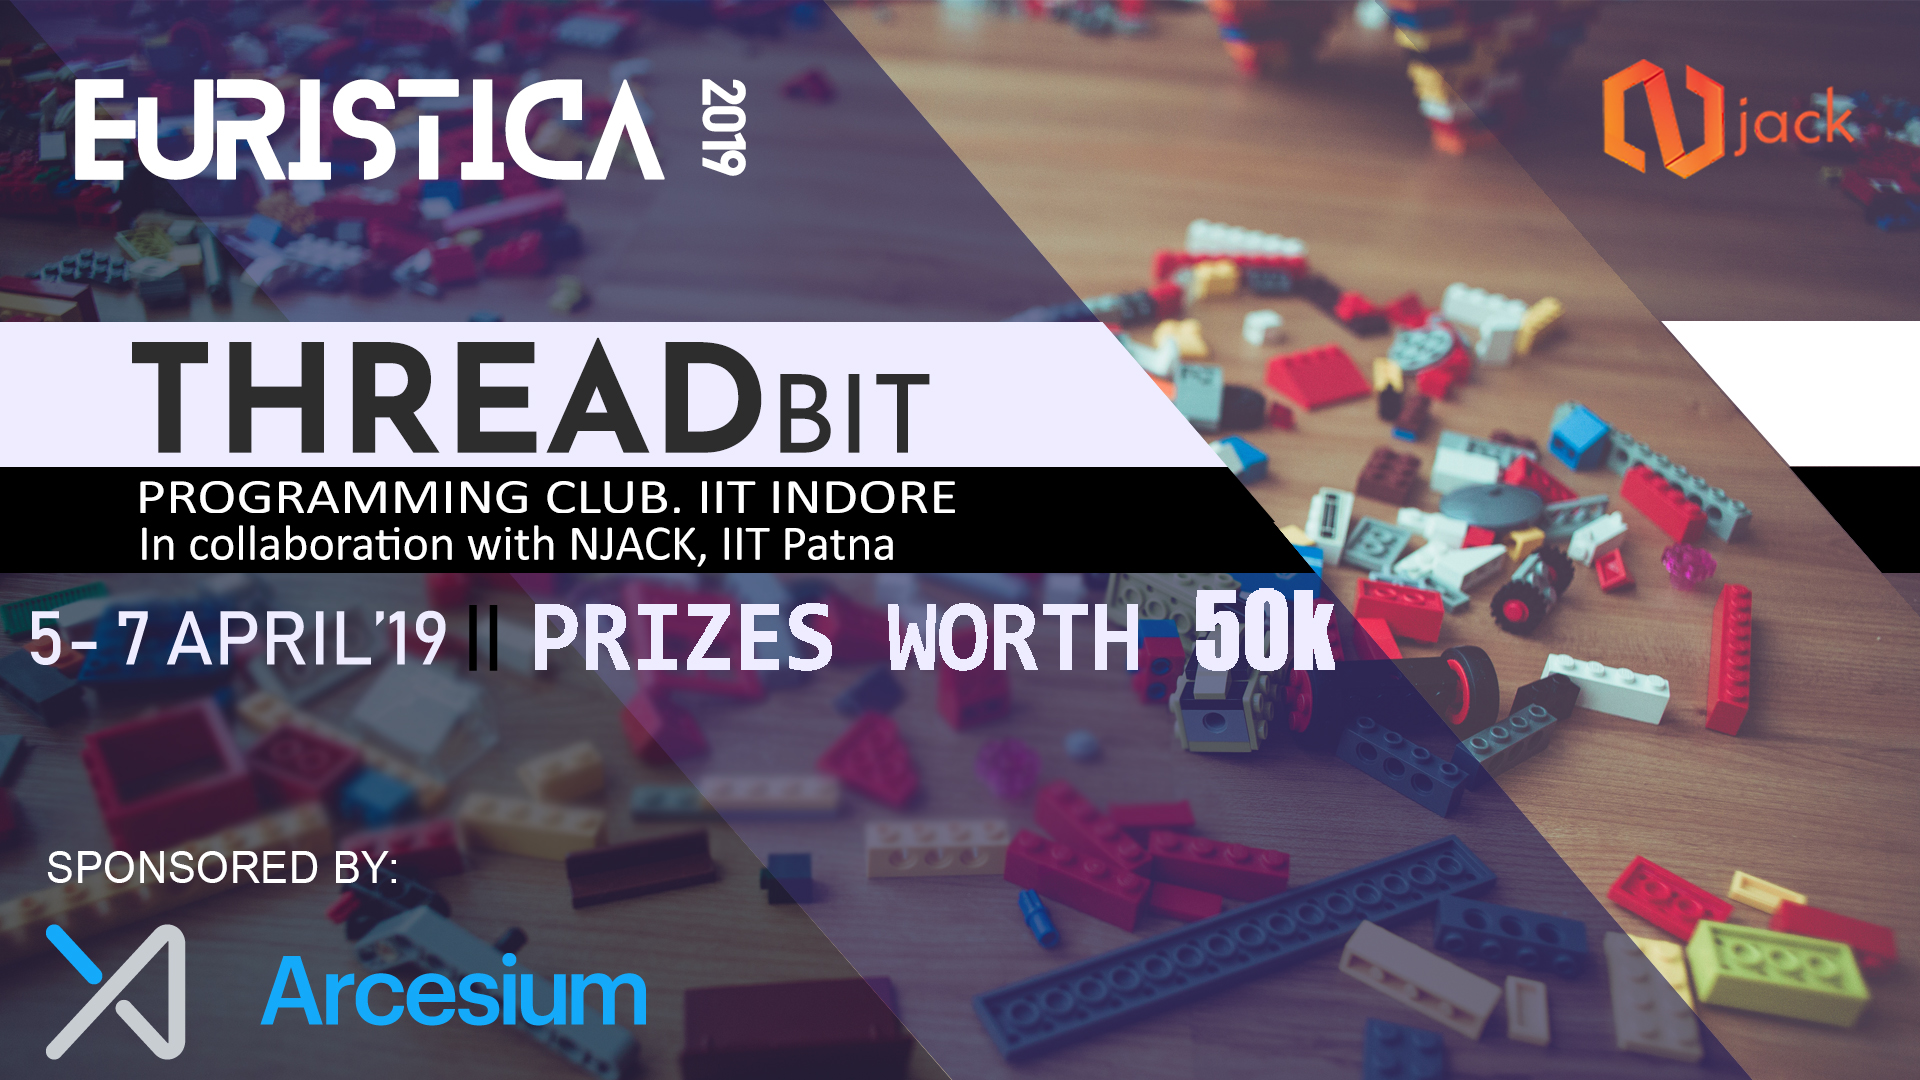 EURISTICA 2019
Njack
THREADBIT
PROGRAMMING CLUB. IIT INDORE
In collaboration with NJACK, IIT Patna
5- 7 APRIL'19 || PRIZES WORTH 50k
SPONSORED BY:
Arcesium